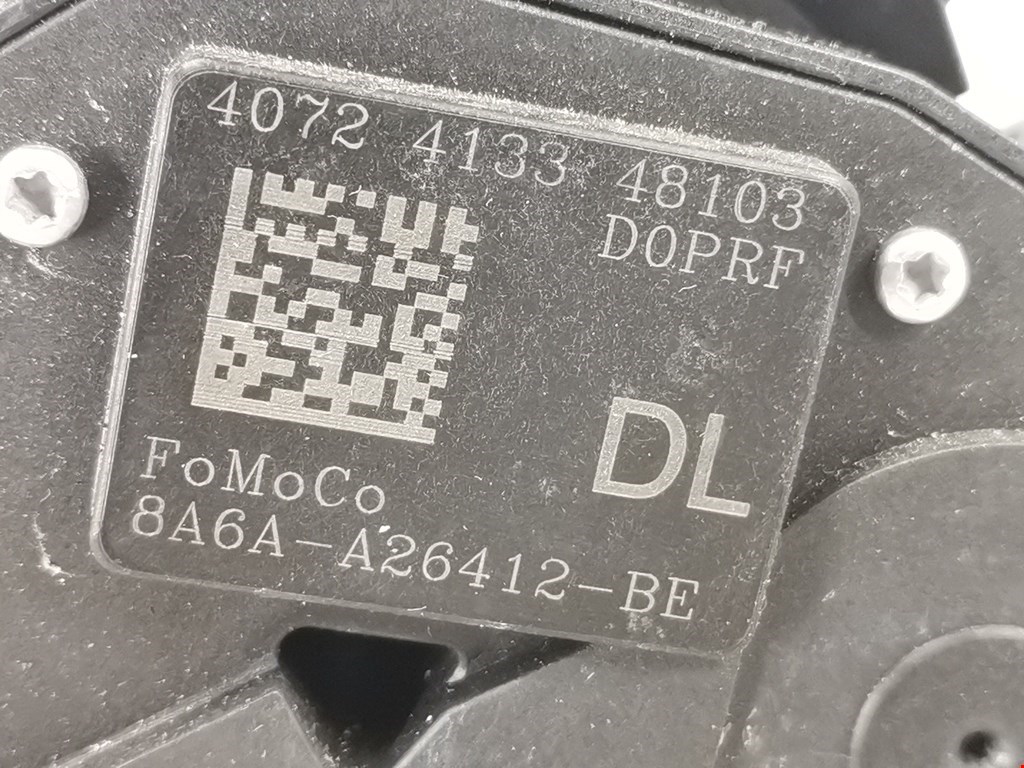 4072 4133 48103
D0PRF
DL
FoMoCo
8A6A-A26412-BE